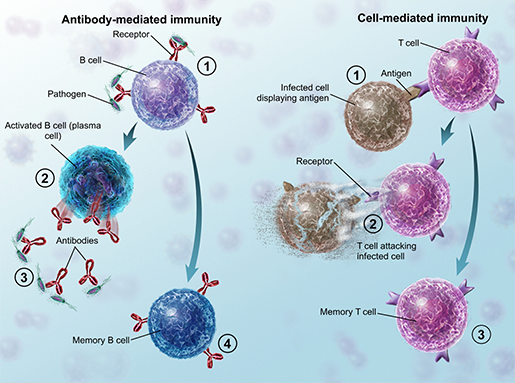 Antibody-mediated immunity
Receptor
B cell
1
Pathogen
Activated B cell (plasma
cell)
2
Antibodies
3
Memory B cell
4
Cell-mediated immunity
T cell
1
Antigen
Infected cell
displaying antigen
Receptor
2
T cell attacking
infected cell
Memory T cell
3